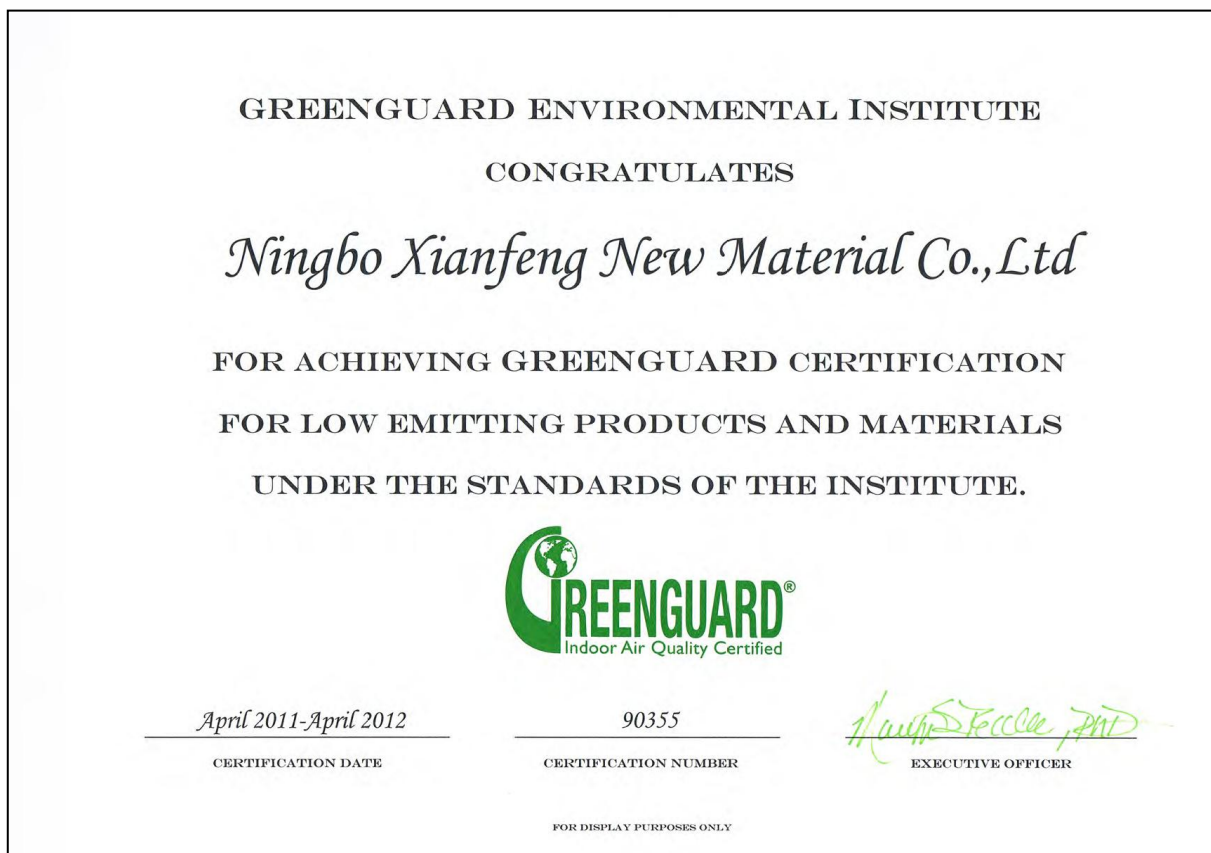 GREENGUARD ENVIRONMENTAL INSTITUTE
CONGRATULATES
Ningbo Xianfeng New Material Co.,Ltd
FOR ACHIEVING GREENGUARD CERTIFICATION
FOR LOW EMITTING PRODUCTS AND MATERIALS
UNDER THE STANDARDS OF THE INSTITUTE.
GREENGUARD®
Indoor Air Quality Certified
April 2011-April 2012 90355 PhD
CERTIFICATION DATE CERTIFICATION NUMBER EXECUTIVE OFFICER
FOR DISPLAY PURPOSES ONLY